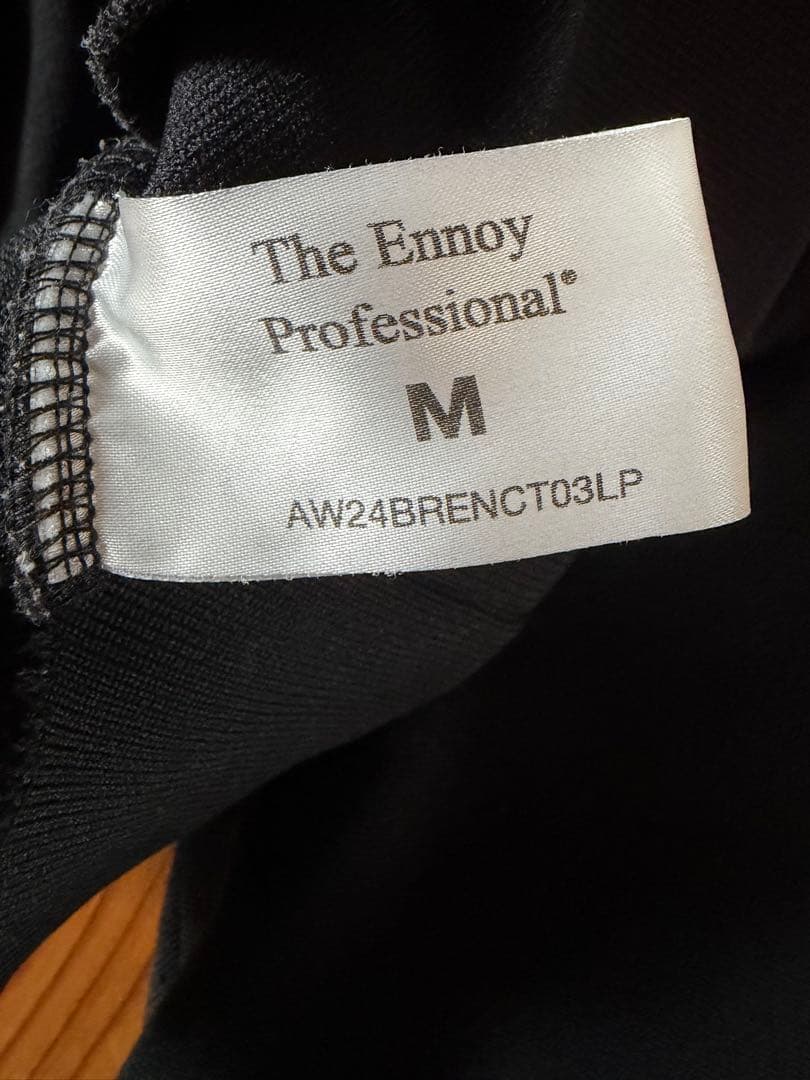 The Ennoy
Professional®
M
AW24BRENCT03LP